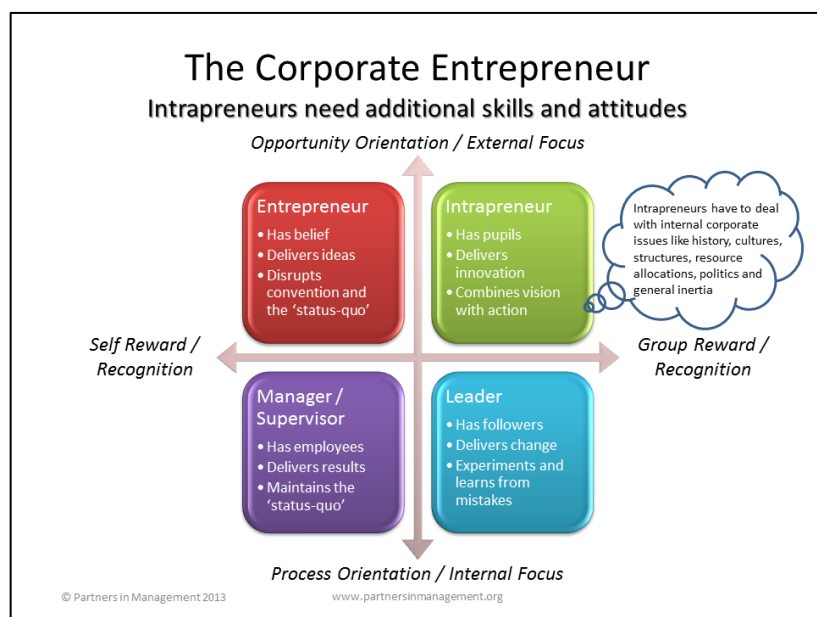 The Corporate Entrepreneur
Intrapreneurs need additional skills and attitudes
Opportunity Orientation / External Focus
Entrepreneur
• Has belief
• Delivers ideas
• Disrupts
convention and
the ‘status-quo’
Intrapreneur
• Has pupils
• Delivers
innovation
• Combines vision
with action
Intrapreneurs have to deal
with internal corporate
issues like history, cultures,
structures, resource
allocations, politics and
general inertia
Self Reward /
Recognition
Group Reward /
Recognition
Manager /
Supervisor
• Has employees
• Delivers results
• Maintains the
‘status-quo’
Leader
• Has followers
• Delivers change
• Experiments and
learns from
mistakes
Process Orientation / Internal Focus
© Partners in Management 2013
www.partnersinmanagement.org